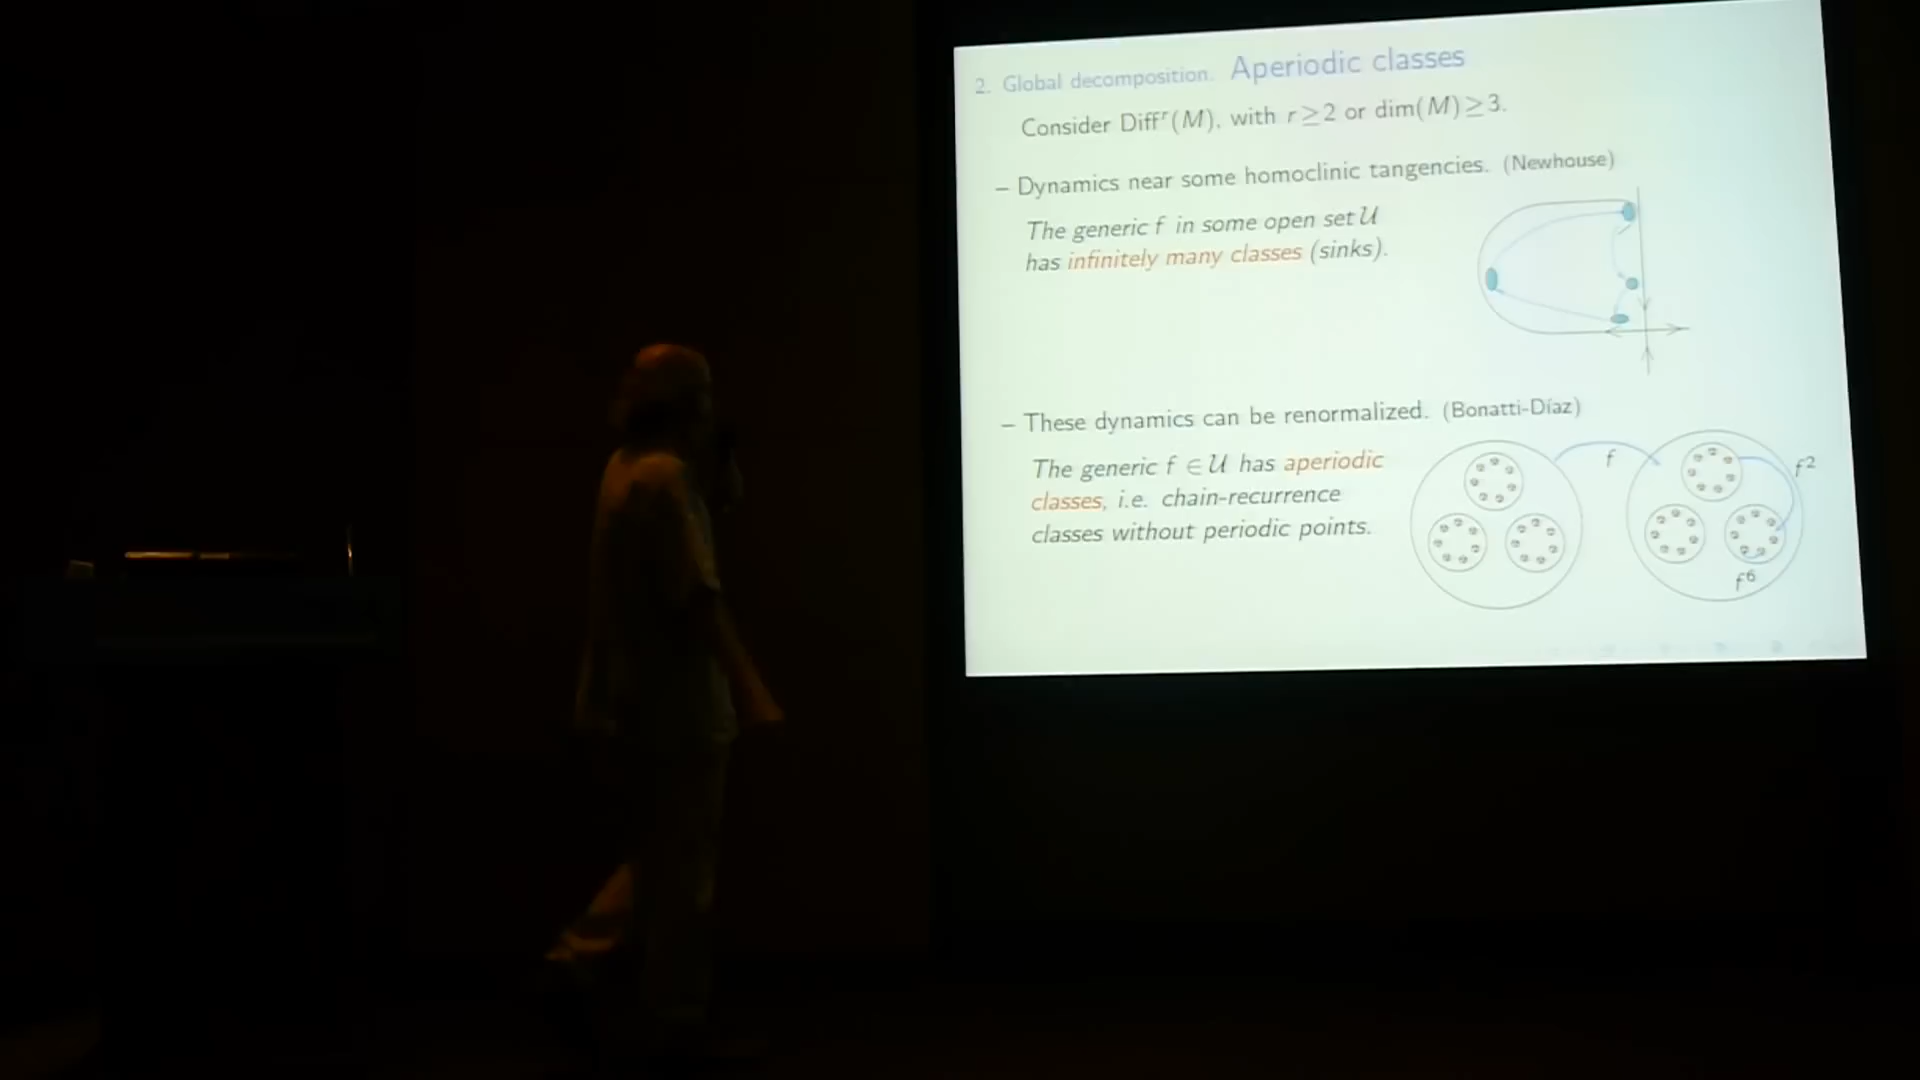 2. Global decomposition. Aperiodic classes
Consider Diffʳ(M), with r≥2 or dim(M)≥3.
– Dynamics near some homoclinic tangencies. (Newhouse)
The generic f in some open set 𝒰
has infinitely many classes (sinks).
– These dynamics can be renormalized. (Bonatti-Díaz)
The generic f ∈ 𝒰 has aperiodic
classes, i.e. chain-recurrence
classes without periodic points.
f
f²
f⁶